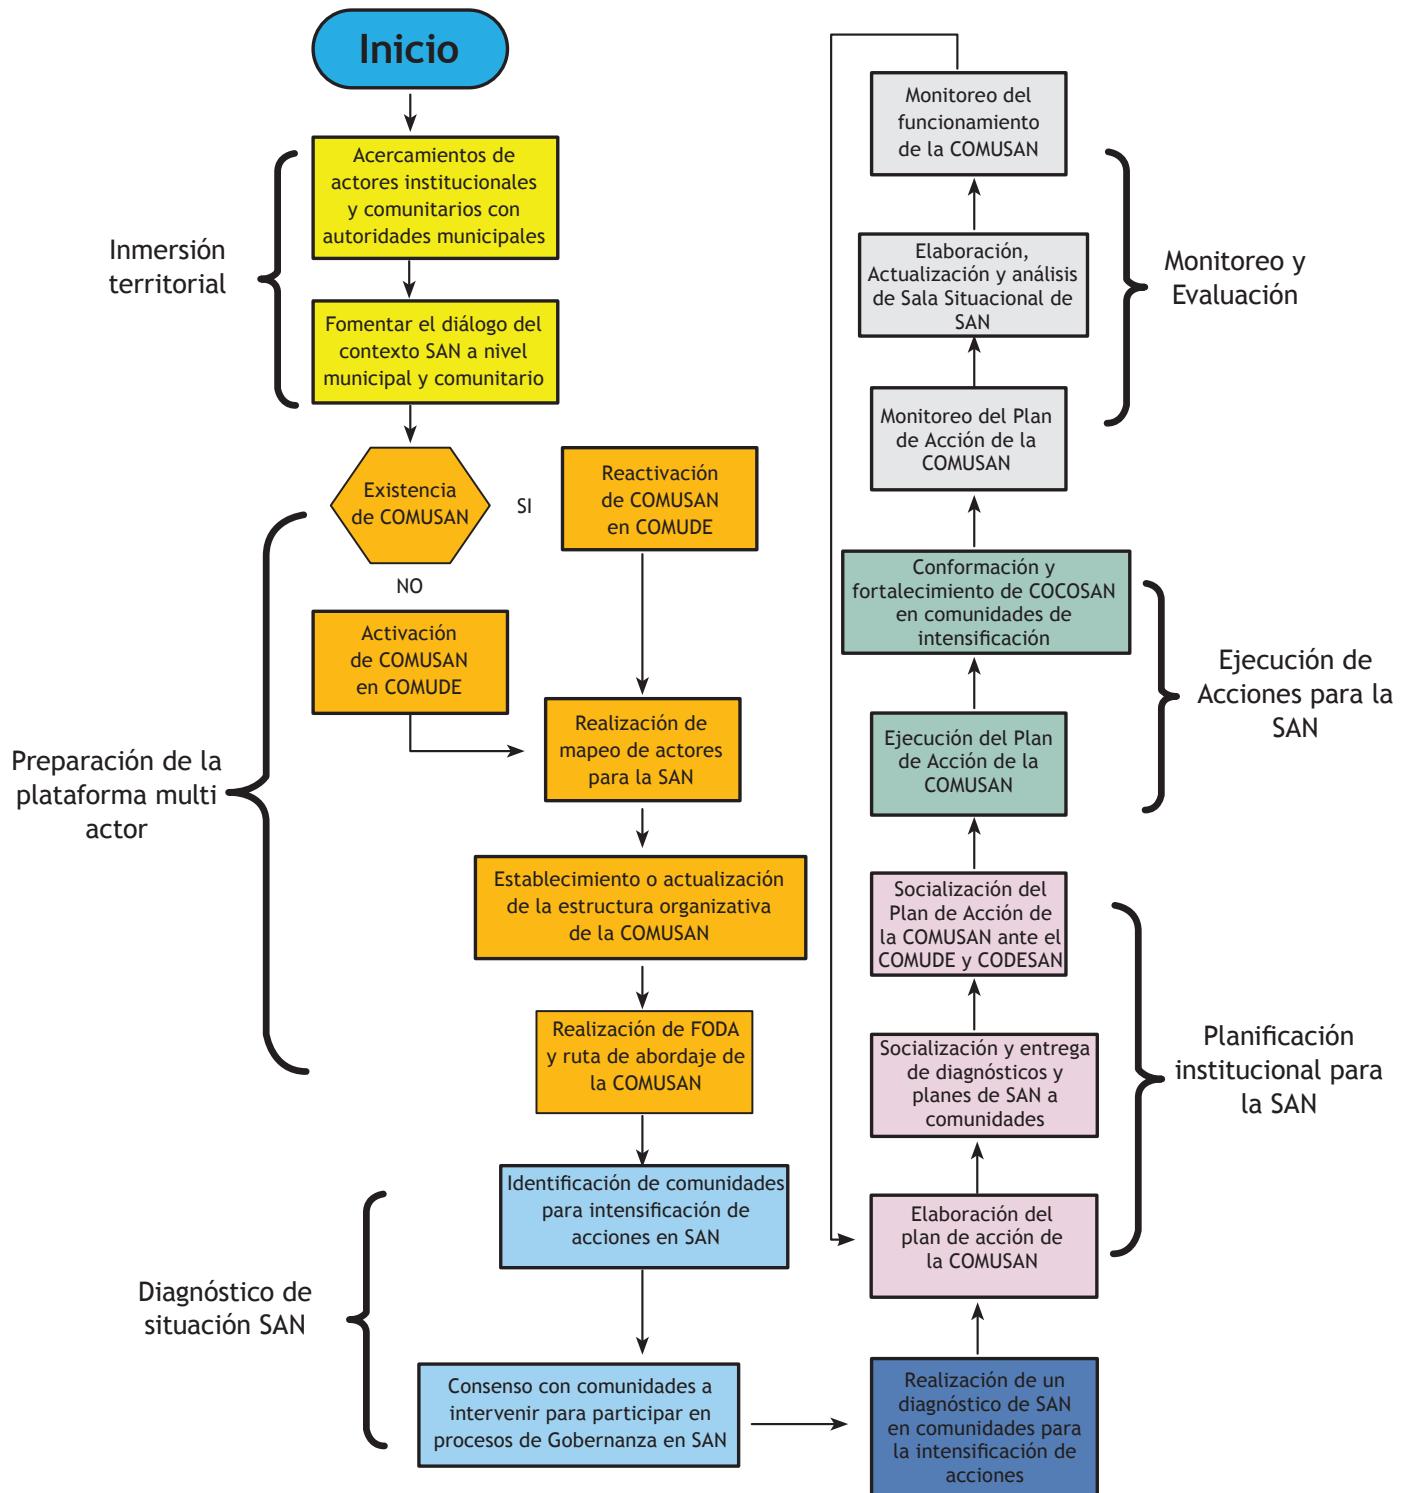 Inicio
Acercamientos de
actores institucionales
y comunitarios con
autoridades municipales
Inmersión
territorial
Fomentar el diálogo del
contexto SAN a nivel
municipal y comunitario
Existencia
de COMUSAN
SI
Reactivación
de COMUSAN
en COMUDE
NO
Activación
de COMUSAN
en COMUDE
Realización de
mapeo de actores
para la SAN
Preparación de la
plataforma multi
actor
Establecimiento o actualización
de la estructura organizativa
de la COMUSAN
Realización de FODA
y ruta de abordaje de
la COMUSAN
Identificación de comunidades
para intensificación de
acciones en SAN
Diagnóstico de
situación SAN
Consenso con comunidades a
intervenir para participar en
procesos de Gobernanza en SAN
Realización de un
diagnóstico de SAN
en comunidades para
la intensificación de
acciones
Elaboración del
plan de acción de
la COMUSAN
Socialización y entrega
de diagnósticos y
planes de SAN a
comunidades
Planificación
institucional para
la SAN
Socialización del
Plan de Acción de
la COMUSAN ante el
COMUDE y CODESAN
Ejecución del Plan
de Acción de la
COMUSAN
Ejecución de
Acciones para la
SAN
Conformación y
fortalecimiento de COCOSAN
en comunidades de
intensificación
Monitoreo del Plan
de Acción de la
COMUSAN
Elaboración,
Actualización y análisis
de Sala Situacional de
SAN
Monitoreo y
Evaluación
Monitoreo del
funcionamiento
de la COMUSAN